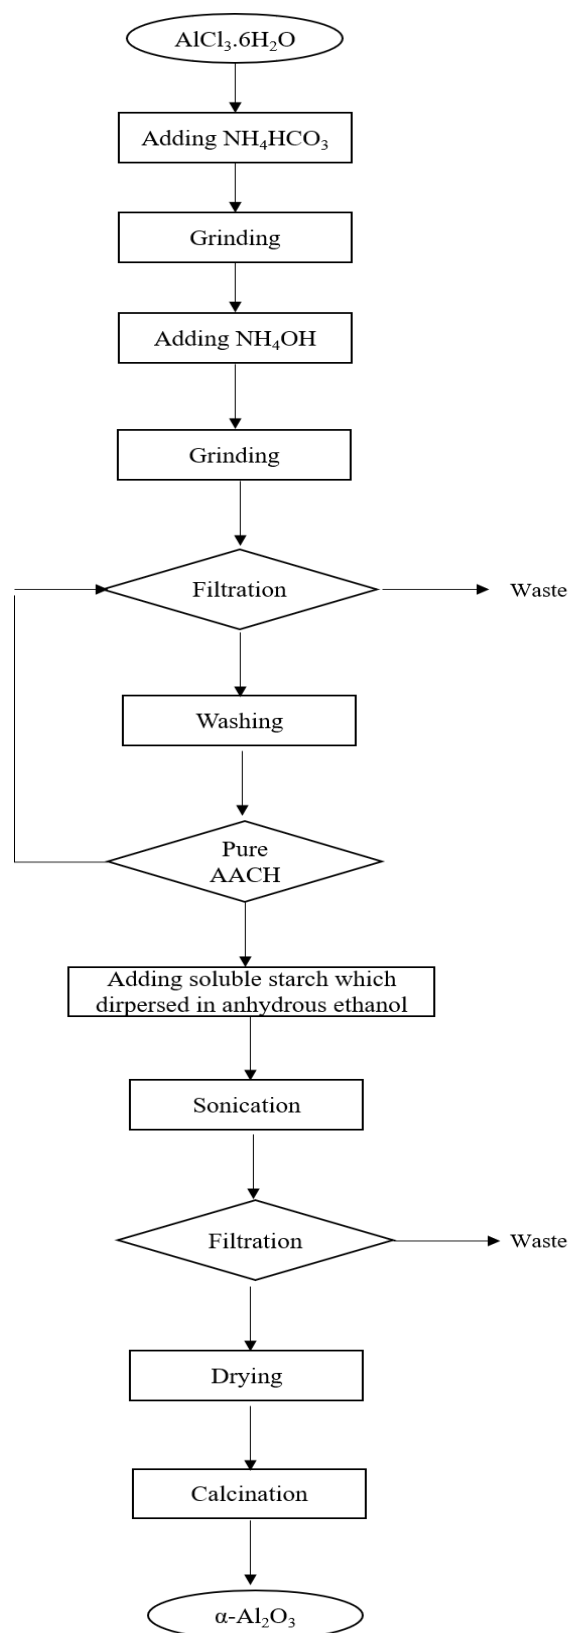 AlCl₃.6H₂O
Adding NH₄HCO₃
Grinding
Adding NH₄OH
Grinding
Filtration
Waste
Washing
Pure
AACH
Adding soluble starch which
dirpersed in anhydrous ethanol
Sonication
Filtration
Waste
Drying
Calcination
α-Al₂O₃